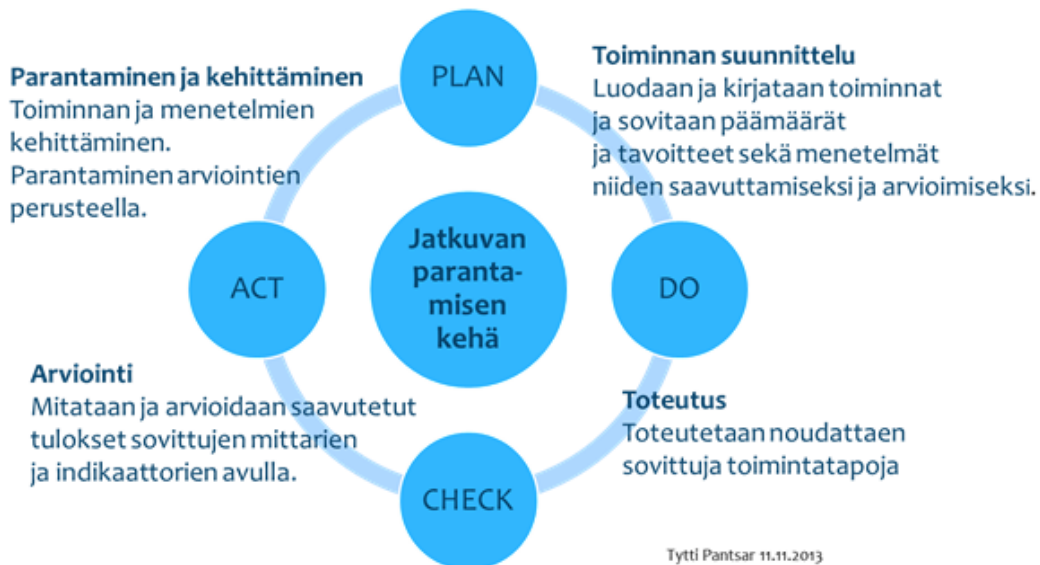 PLAN
Toiminnan suunnittelu
Luodaan ja kirjataan toiminnat
ja sovitaan päämäärät
ja tavoitteet sekä menetelmät
niiden saavuttamiseksi ja arvioimiseksi.
DO
Toteutus
Toteutetaan noudattaen
sovittuja toimintatapoja
CHECK
Arviointi
Mitataan ja arvioidaan saavutetut
tulokset sovittujen mittarien
ja indikaattorien avulla.
ACT
Parantaminen ja kehittäminen
Toiminnan ja menetelmien
kehittäminen.
Parantaminen arviointien
perusteella.
Jatkuvan
paranta-
misen
kehä
Tytti Pantsar 11.11.2013